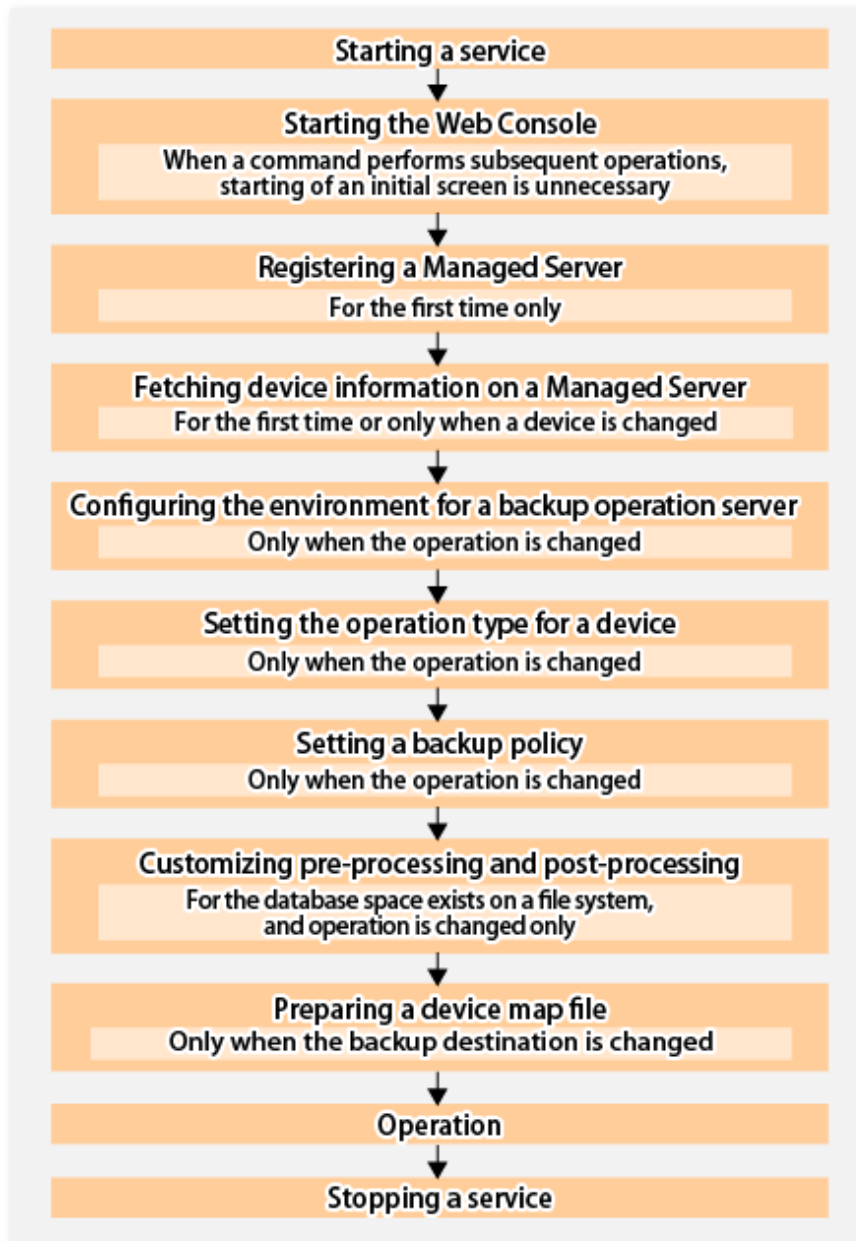 Starting a service
Starting the Web Console
When a command performs subsequent operations,
starting of an initial screen is unnecessary
Registering a Managed Server
For the first time only
Fetching device information on a Managed Server
For the first time or only when a device is changed
Configuring the environment for a backup operation server
Only when the operation is changed
Setting the operation type for a device
Only when the operation is changed
Setting a backup policy
Only when the operation is changed
Customizing pre-processing and post-processing
For the database space exists on a file system,
and operation is changed only
Preparing a device map file
Only when the backup destination is changed
Operation
Stopping a service